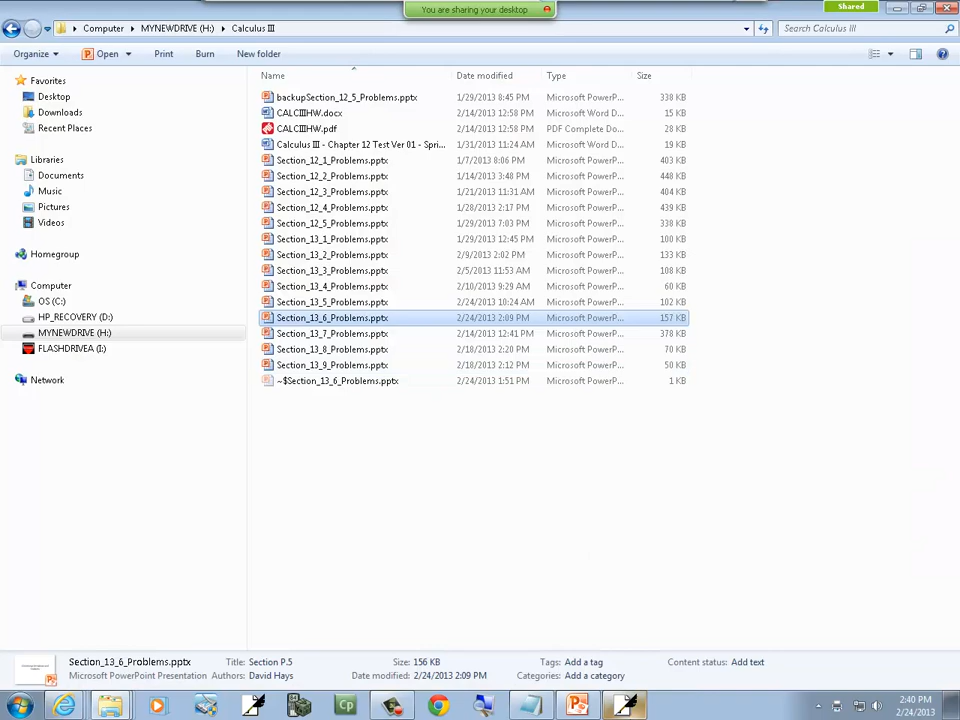 You are sharing your desktop
Shared
Computer MYNEWDRIVE (H:) Calculus III
Search Calculus III
Organize Open Print Burn New folder
Name Date modified Type Size
Favorites
Desktop
Downloads
Recent Places
Libraries
Documents
Music
Pictures
Videos
Homegroup
Computer
OS (C:)
HP_RECOVERY (D:)
MYNEWDRIVE (H:)
FLASHDRIVEA (I:)
Network
backupSection_12_5_Problems.pptx 1/29/2013 8:45 PM Microsoft PowerP... 338 KB
CALCIIIHW.docx 2/14/2013 12:58 PM Microsoft Word D... 15 KB
CALCIIIHW.pdf 2/14/2013 12:58 PM PDF Complete Do... 28 KB
Calculus III - Chapter 12 Test Ver 01 - Spri... 1/31/2013 11:24 AM Microsoft Word D... 19 KB
Section_12_1_Problems.pptx 1/7/2013 8:06 PM Microsoft PowerP... 403 KB
Section_12_2_Problems.pptx 1/14/2013 3:48 PM Microsoft PowerP... 448 KB
Section_12_3_Problems.pptx 1/21/2013 11:31 AM Microsoft PowerP... 404 KB
Section_12_4_Problems.pptx 1/28/2013 2:17 PM Microsoft PowerP... 439 KB
Section_12_5_Problems.pptx 1/29/2013 7:03 PM Microsoft PowerP... 338 KB
Section_13_1_Problems.pptx 1/29/2013 12:45 PM Microsoft PowerP... 100 KB
Section_13_2_Problems.pptx 2/9/2013 2:02 PM Microsoft PowerP... 133 KB
Section_13_3_Problems.pptx 2/5/2013 11:53 AM Microsoft PowerP... 108 KB
Section_13_4_Problems.pptx 2/10/2013 9:29 AM Microsoft PowerP... 60 KB
Section_13_5_Problems.pptx 2/24/2013 10:24 AM Microsoft PowerP... 102 KB
Section_13_6_Problems.pptx 2/24/2013 2:09 PM Microsoft PowerP... 157 KB
Section_13_7_Problems.pptx 2/14/2013 12:41 PM Microsoft PowerP... 378 KB
Section_13_8_Problems.pptx 2/18/2013 2:20 PM Microsoft PowerP... 70 KB
Section_13_9_Problems.pptx 2/18/2013 2:12 PM Microsoft PowerP... 50 KB
~$Section_13_6_Problems.pptx 2/24/2013 1:51 PM Microsoft PowerP... 1 KB
Section_13_6_Problems.pptx Title: Section P.5 Size: 156 KB Tags: Add a tag Content status: Add text
Microsoft PowerPoint Presentation Authors: David Hays Date modified: 2/24/2013 2:09 PM Categories: Add a category
Cp
2:40 PM
2/24/2013